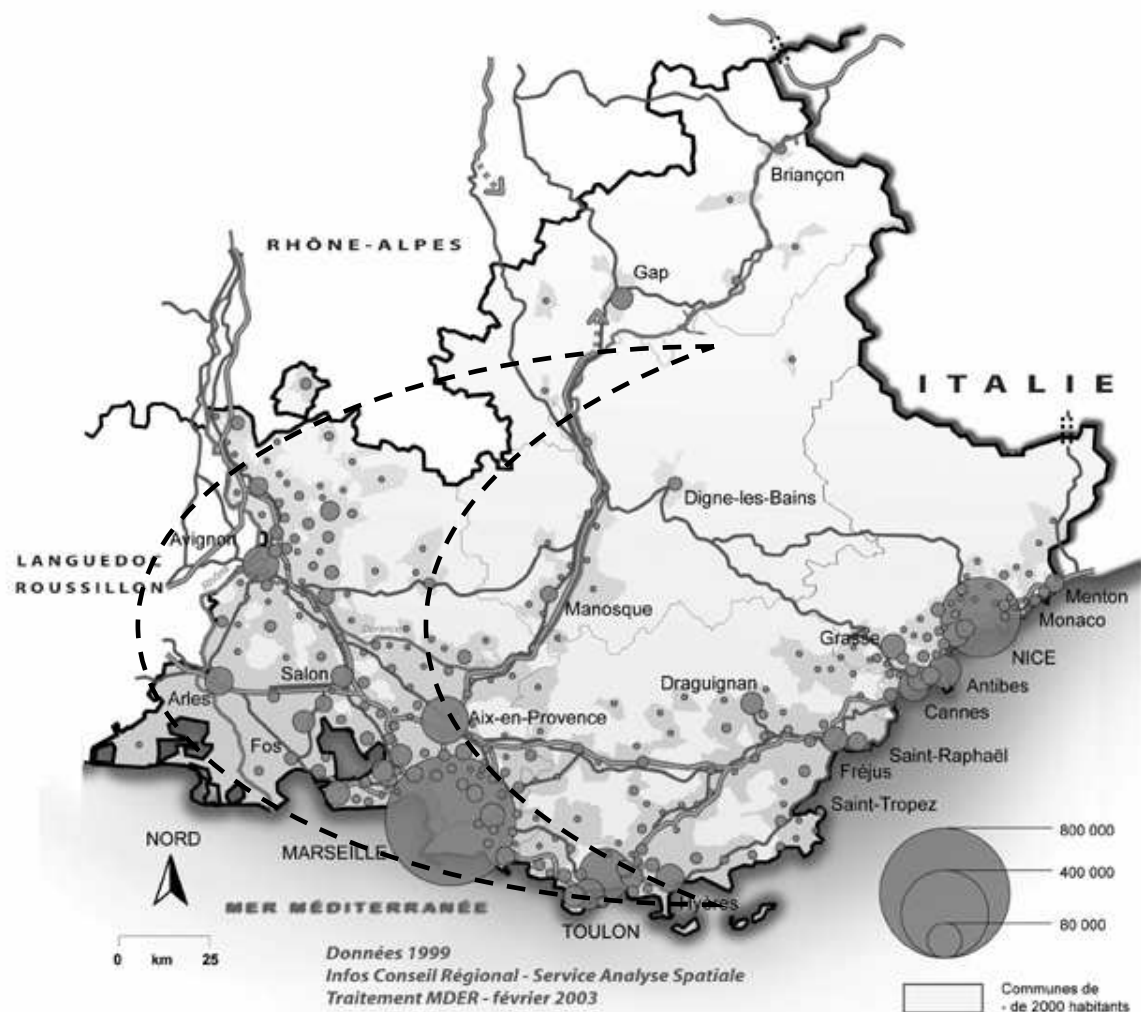 Briançon
RHÔNE-ALPES
Gap
ITALIE
Digne-les-Bains
Avignon
LANGUEDOC
ROUSSILLON
Rhône
Manosque
Durance
Menton
Monaco
Grasse
NICE
Salon
Draguignan
Antibes
Arles
Aix-en-Provence
Cannes
Fos
Saint-Raphaël
Fréjus
Saint-Tropez
NORD
MARSEILLE
800 000
400 000
80 000
MER MÉDITERRANÉE
Hyères
TOULON
0 km 25
Données 1999
Infos Conseil Régional - Service Analyse Spatiale
Traitement MDER - février 2003
Communes de
- de 2000 habitants